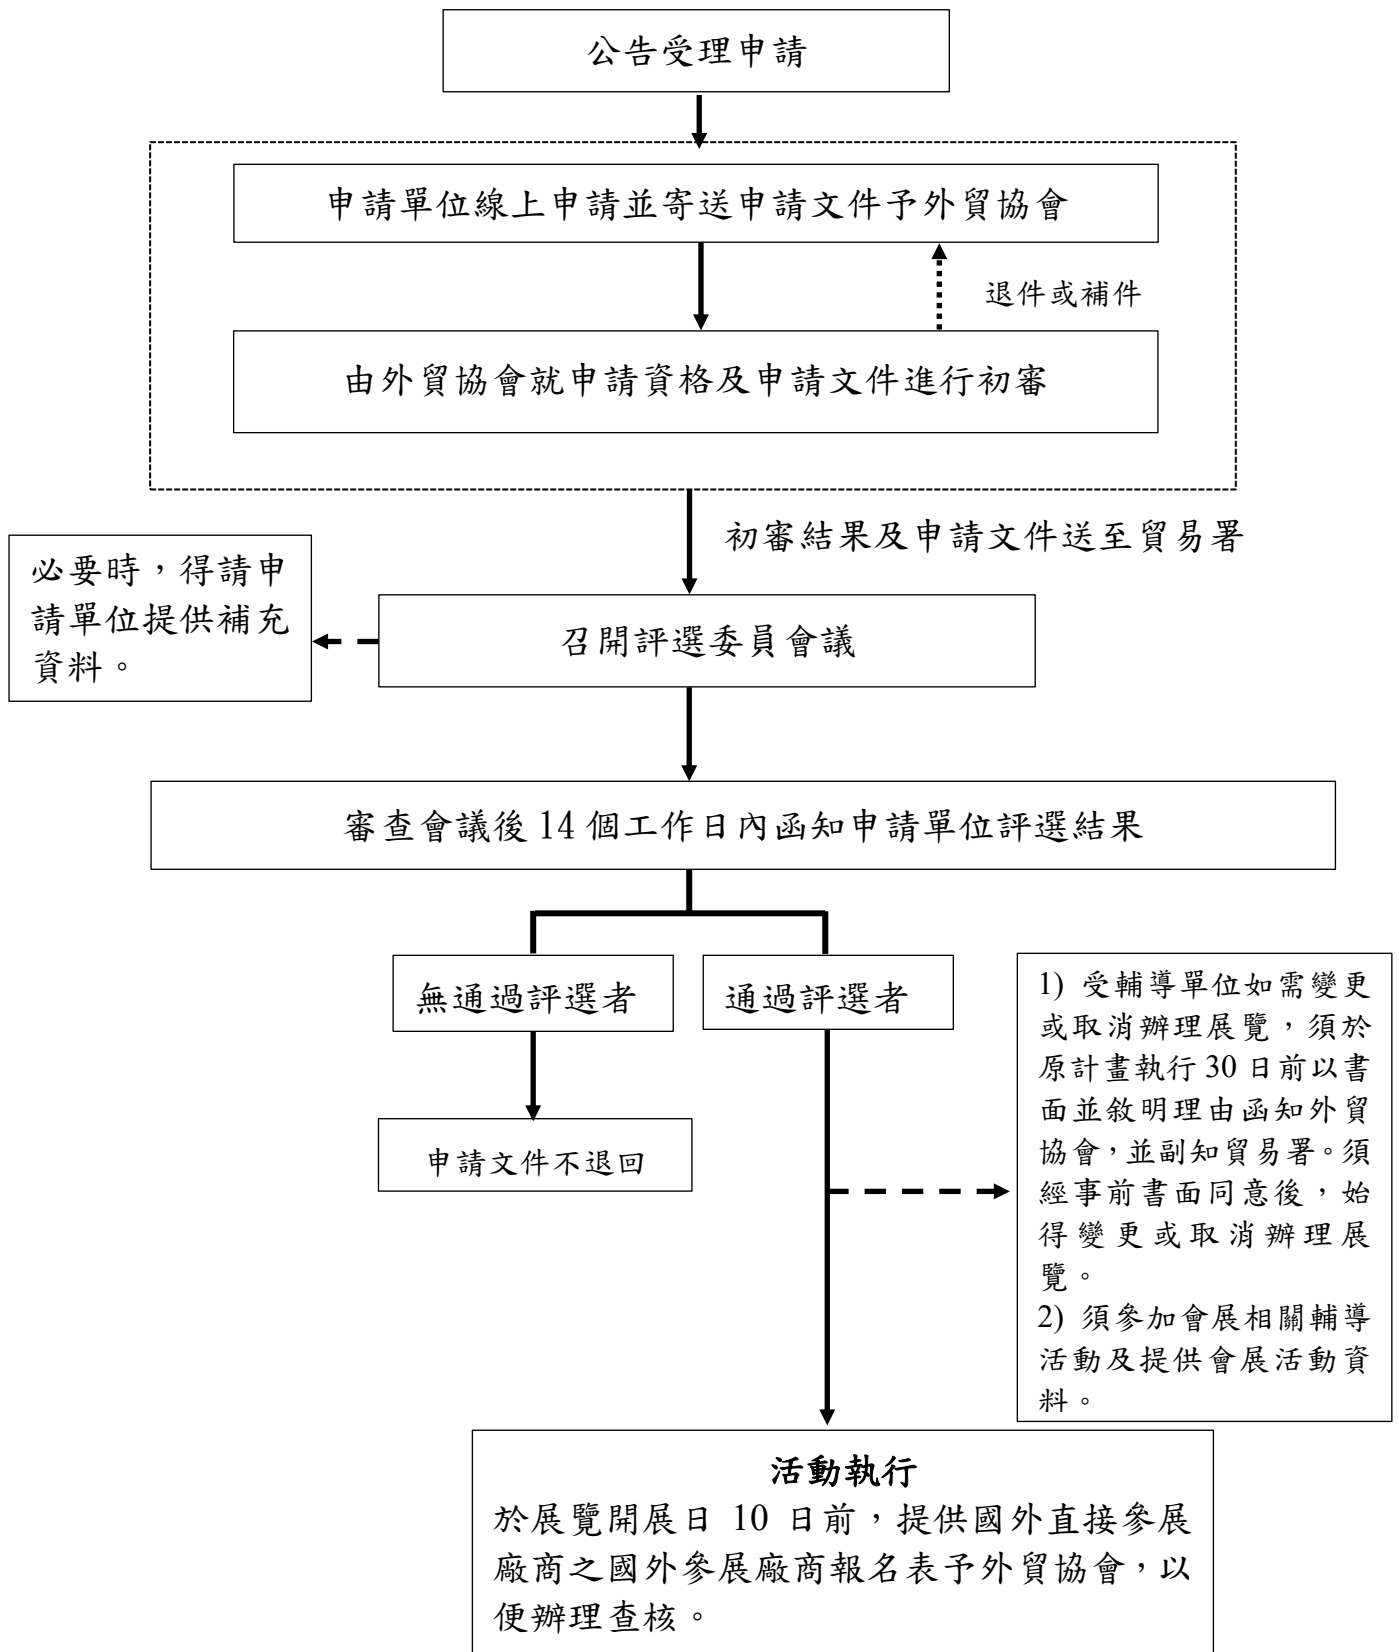 公告受理申請
申請單位線上申請並寄送申請文件予外貿協會
退件或補件
由外貿協會就申請資格及申請文件進行初審
初審結果及申請文件送至貿易署
必要時，得請申
請單位提供補充
資料。
召開評選委員會議
審查會議後 14 個工作日內函知申請單位評選結果
無通過評選者
通過評選者
申請文件不退回
1) 受輔導單位如需變更
或取消辦理展覽，須於
原計畫執行 30 日前以書
面並敘明理由函知外貿
協會，並副知貿易署。須
經事前書面同意後，始
得變更或取消辦理展
覽。
2) 須參加會展相關輔導
活動及提供會展活動資
料。
活動執行
於展覽開展日 10 日前，提供國外直接參展
廠商之國外參展廠商報名表予外貿協會，以
便辦理查核。